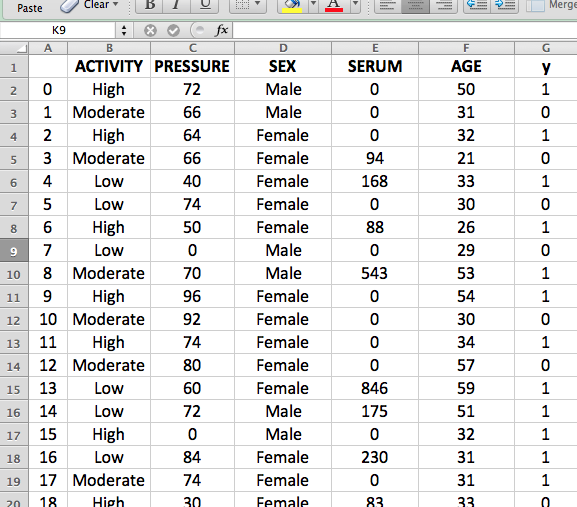 Paste Clear B I U A Merge
K9 fx
A B C D E F G
1 ACTIVITY PRESSURE SEX SERUM AGE y
2 0 High 72 Male 0 50 1
3 1 Moderate 66 Male 0 31 0
4 2 High 64 Female 0 32 1
5 3 Moderate 66 Female 94 21 0
6 4 Low 40 Female 168 33 1
7 5 Low 74 Female 0 30 0
8 6 High 50 Female 88 26 1
9 7 Low 0 Male 0 29 0
10 8 Moderate 70 Male 543 53 1
11 9 High 96 Female 0 54 1
12 10 Moderate 92 Female 0 30 0
13 11 High 74 Female 0 34 1
14 12 Moderate 80 Female 0 57 0
15 13 Low 60 Female 846 59 1
16 14 Low 72 Male 175 51 1
17 15 High 0 Male 0 32 1
18 16 Low 84 Female 230 31 1
19 17 Moderate 74 Female 0 31 1
20 18 High 30 Female 83 33 0